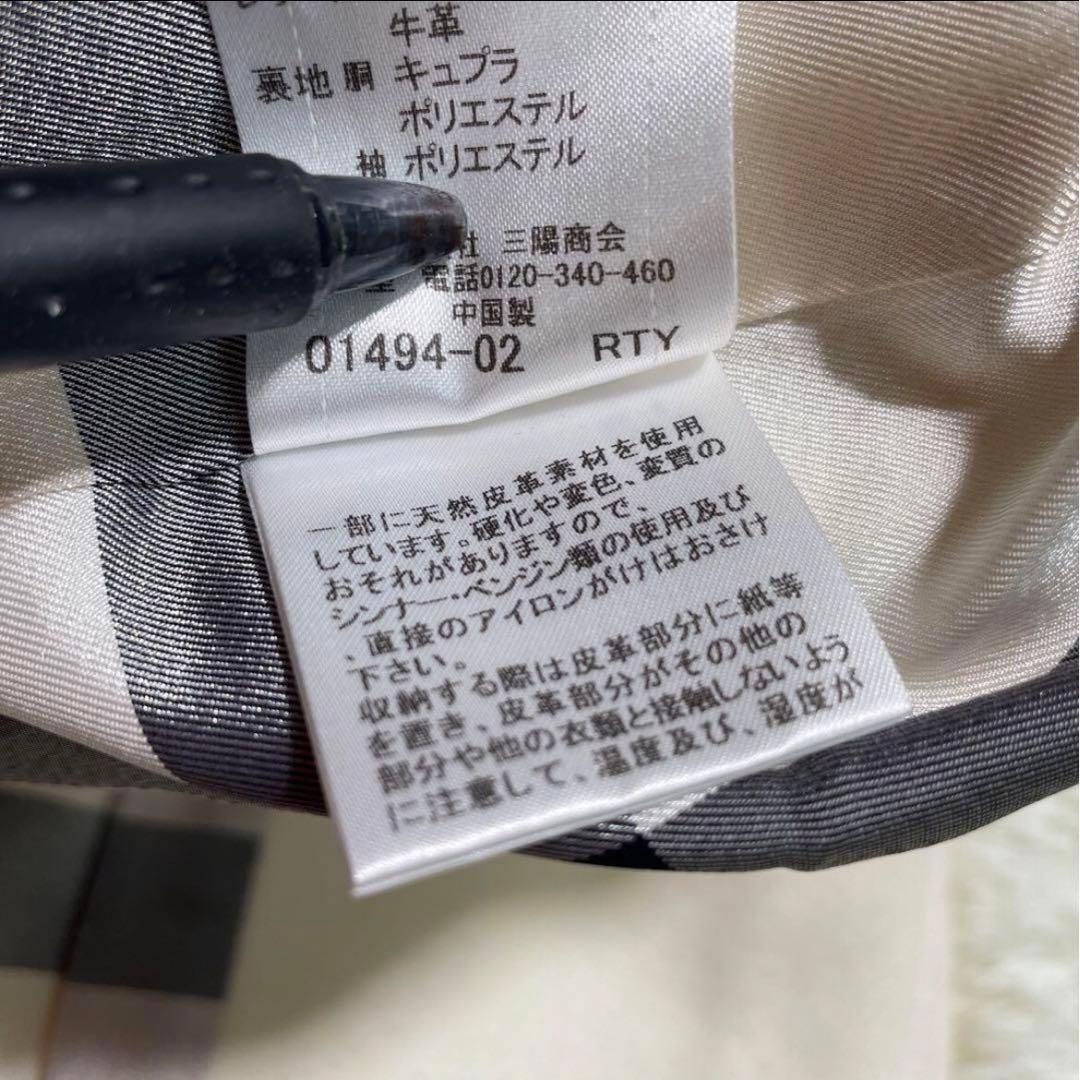 牛革
裏地 胴 キュプラ
ポリエステル
袖 ポリエステル
社 三陽商会
電話0120-340-460
中国製
01494-02 RTY
一部に天然皮革素材を使用
しています。硬化や変色、変質の
おそれがありますので、
シンナー・ベンジン類の使用及び
、直接のアイロンがけはおさけ
下さい。
収納する際は皮革部分に紙等
を置き、皮革部分がその他の
部分や他の衣類と接触しないよう
に注意して、温度及び、湿度が